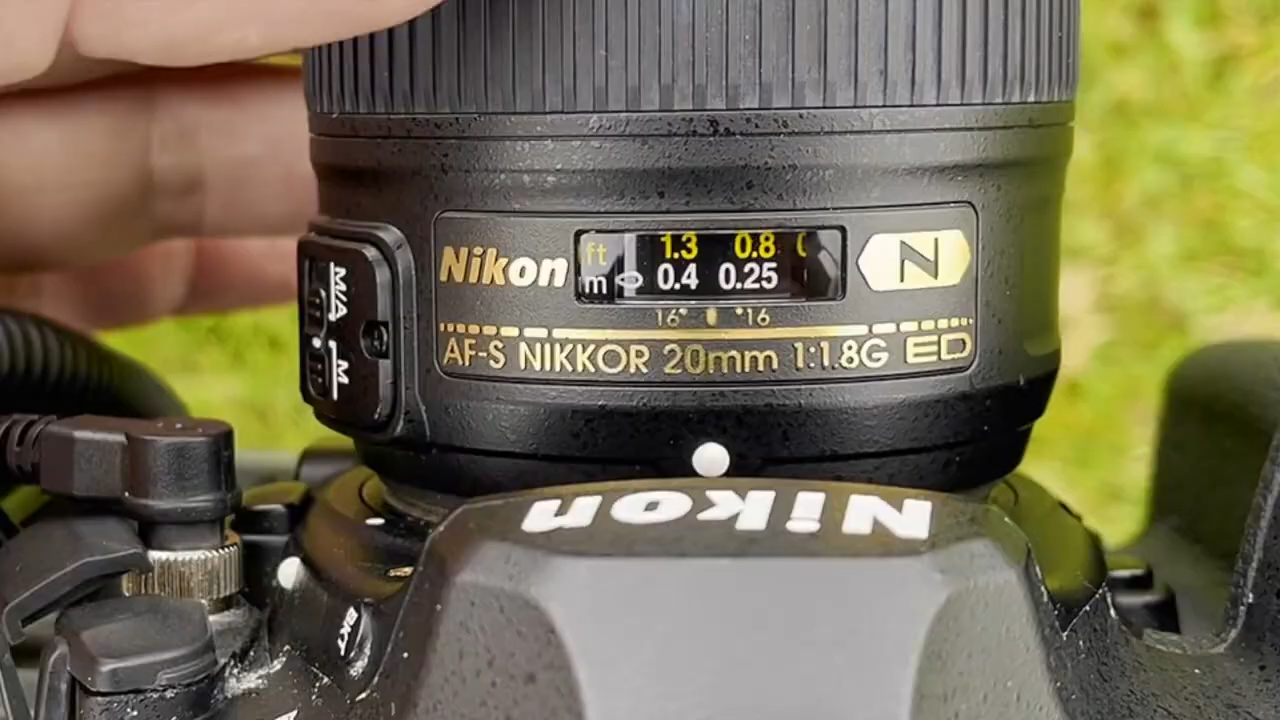 Nikon
ft 1.3 0.8
m 0.4 0.25
N
16 16
AF-S NIKKOR 20mm 1:1.8G ED
M/A
M
Nikon
BKT